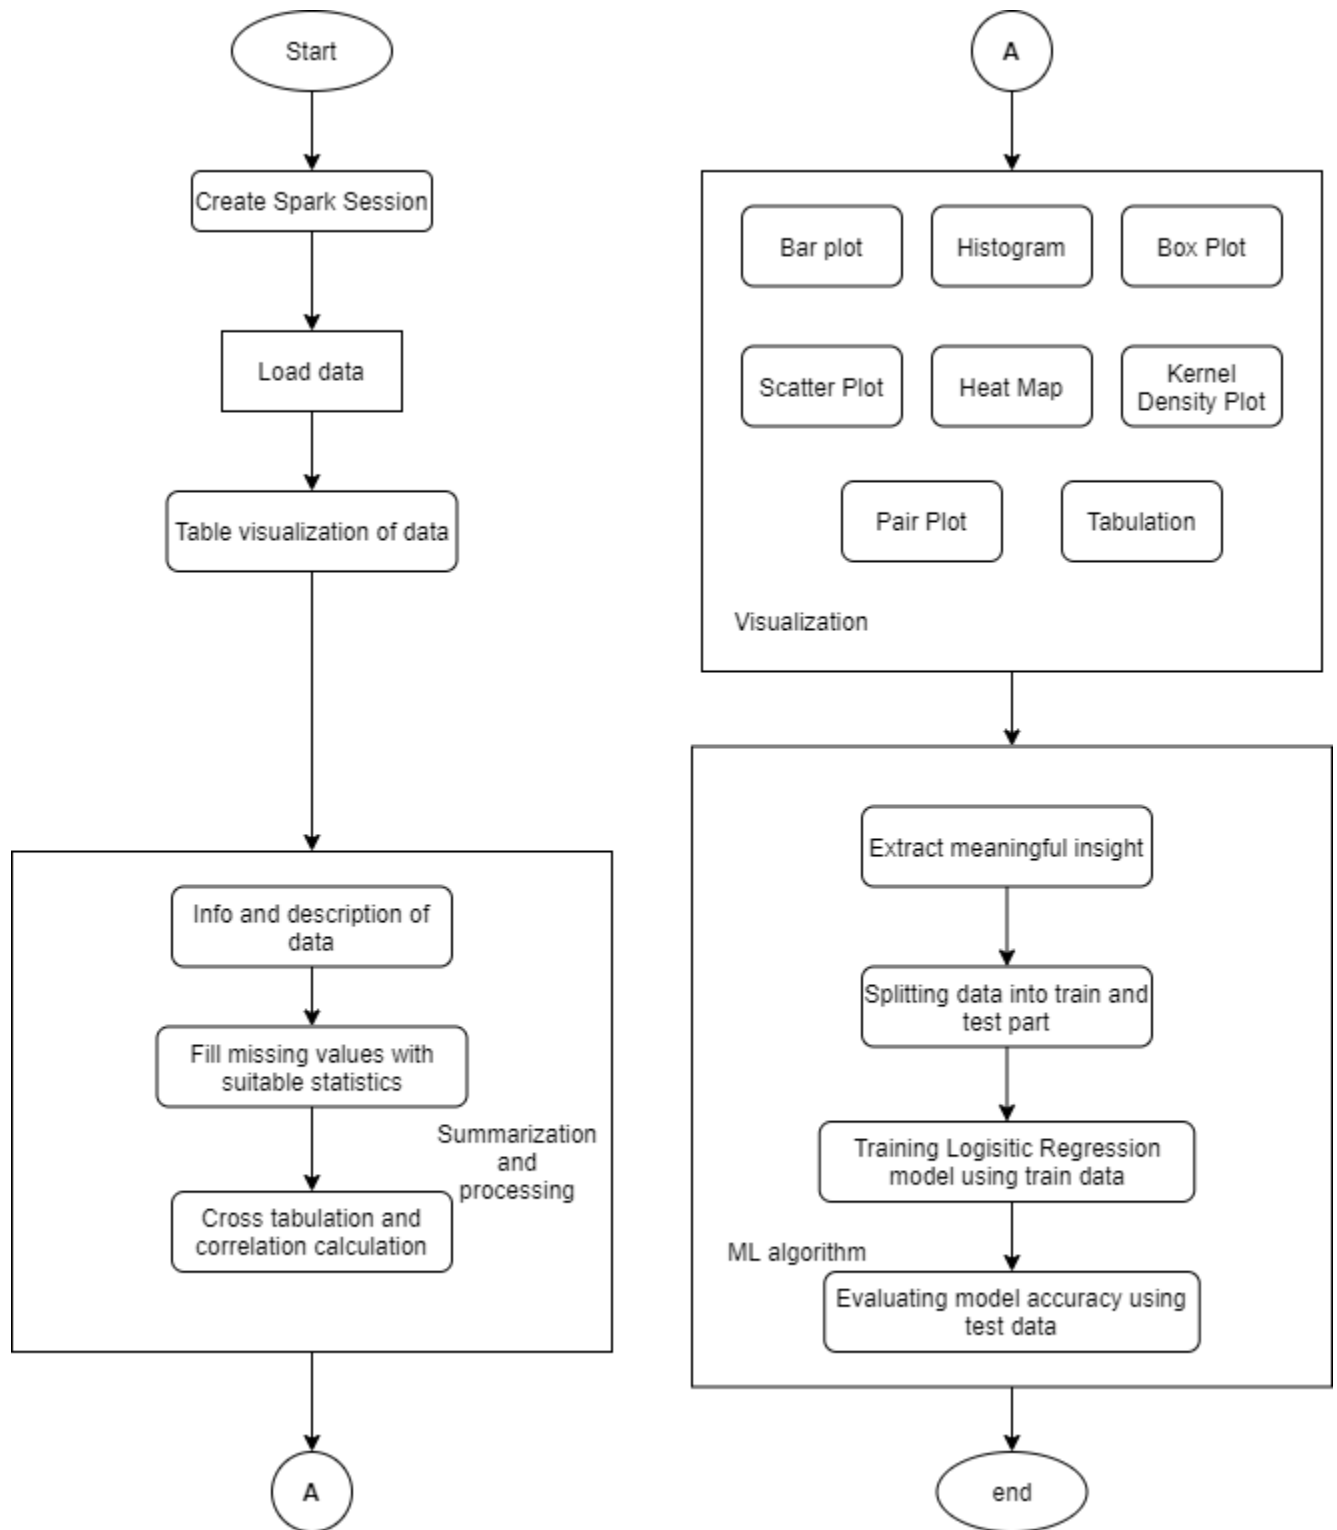 Start
Create Spark Session
Load data
Table visualization of data
Info and description of
data
Fill missing values with
suitable statistics
Summarization
and
processing
Cross tabulation and
correlation calculation
A
A
Bar plot
Histogram
Box Plot
Scatter Plot
Heat Map
Kernel
Density Plot
Pair Plot
Tabulation
Visualization
Extract meaningful insight
Splitting data into train and
test part
Training Logisitic Regression
model using train data
ML algorithm
Evaluating model accuracy using
test data
end